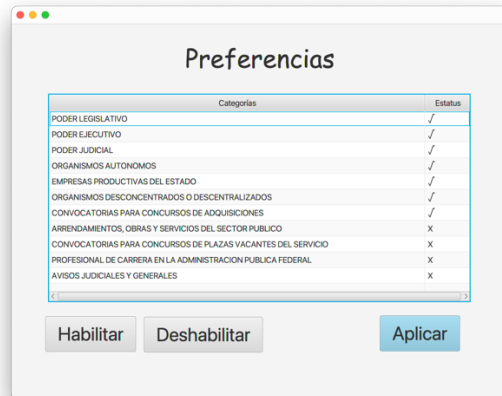 Preferencias
Categorías Estatus
PODER LEGISLATIVO √
PODER EJECUTIVO √
PODER JUDICIAL √
ORGANISMOS AUTONOMOS √
EMPRESAS PRODUCTIVAS DEL ESTADO √
ORGANISMOS DESCONCENTRADOS O DESCENTRALIZADOS √
CONVOCATORIAS PARA CONCURSOS DE ADQUISICIONES √
ARRENDAMIENTOS, OBRAS Y SERVICIOS DEL SECTOR PUBLICO X
CONVOCATORIAS PARA CONCURSOS DE PLAZAS VACANTES DEL SERVICIO X
PROFESIONAL DE CARRERA EN LA ADMINISTRACION PUBLICA FEDERAL X
AVISOS JUDICIALES Y GENERALES X
Habilitar Deshabilitar Aplicar